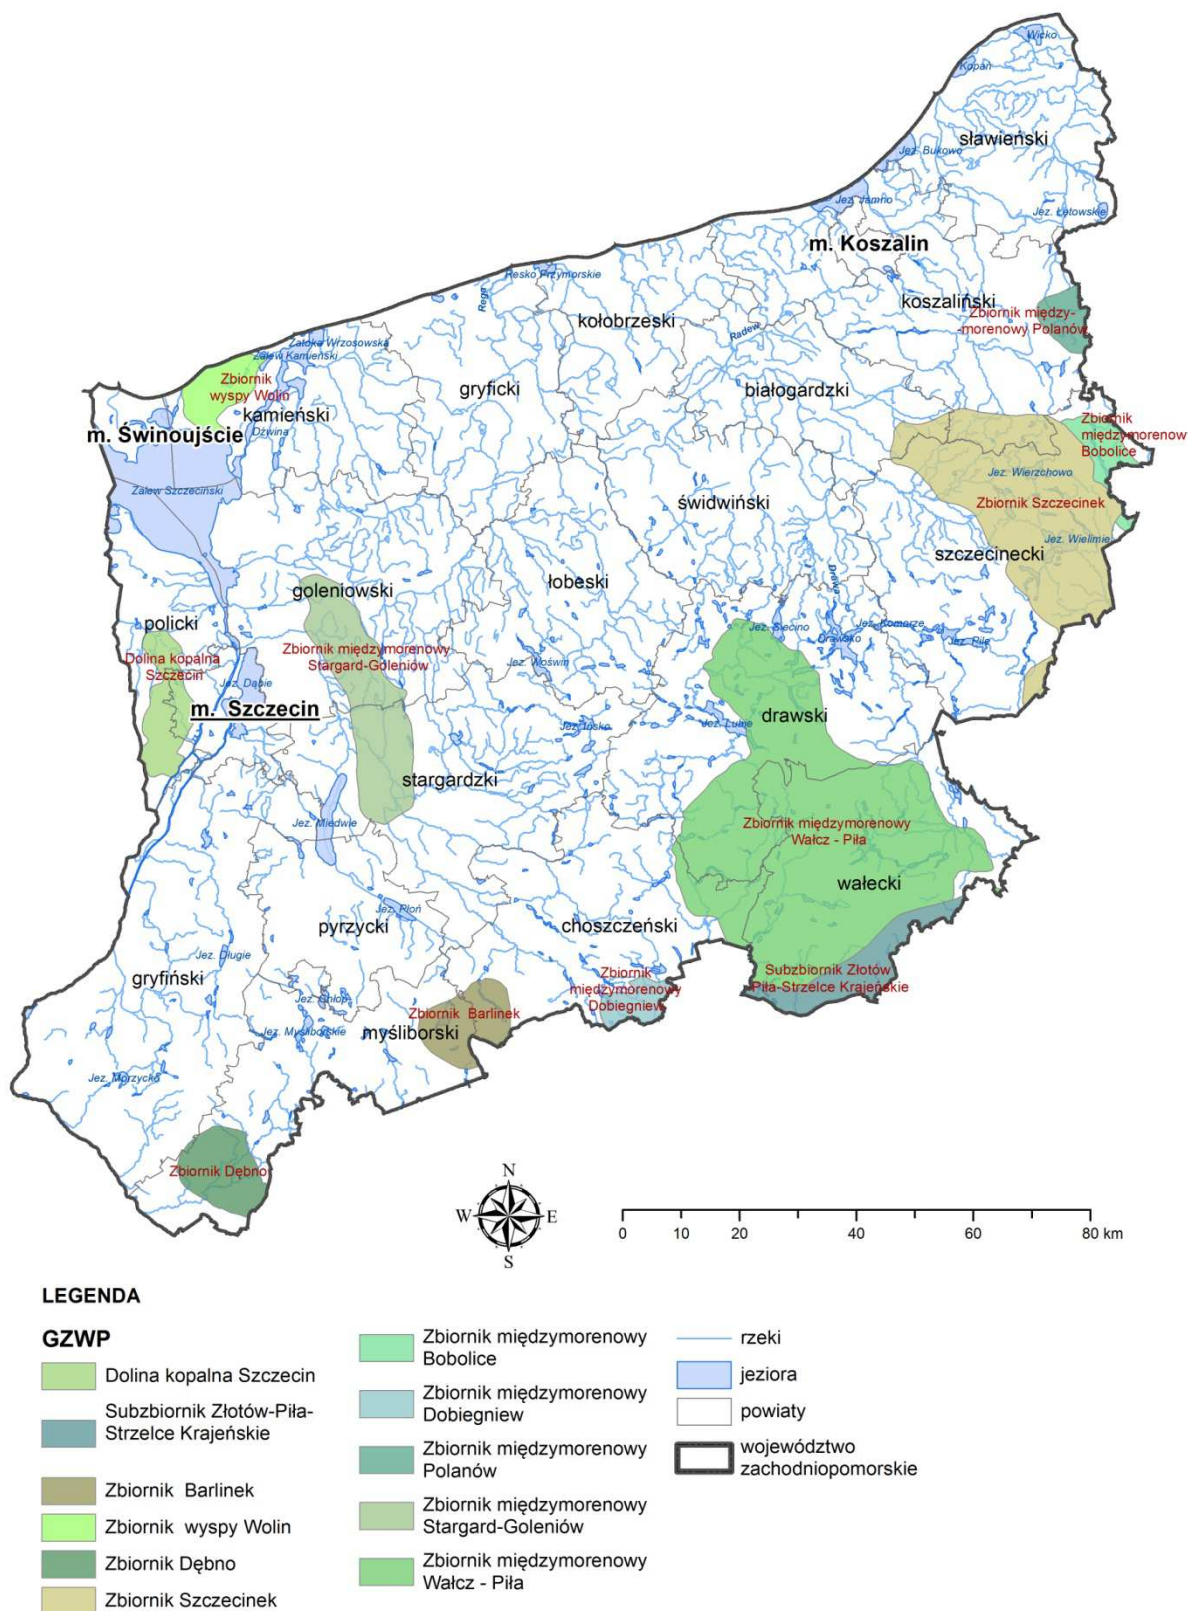 Wicko
Kopań
sławieński
Jez. Bukowo
Jez. Jamno
Jez. Łętowskie
m. Koszalin
Resko Przymorskie
Rega
koszaliński
Zbiornik między-
-morenowy Polanów
kołobrzeski
Radew
Zatoka Wrzosowska
Zalew Kamieński
Zbiornik
wyspy Wolin
kamieński
gryficki
białogardzki
m. Świnoujście
Dźwina
Zbiornik
międzymorenow
Bobolice
Zalew Szczeciński
Jez. Wierzchowo
Zbiornik Szczecinek
świdwiński
Jez. Wielimie
szczecinecki
łobeski
goleniowski
Drawa
policki
Jez. Siecino
Jez. Komorze
Drawsko
Jez. Pile
Dolina kopalna
Szczecin
Zbiornik międzymorenowy
Stargard-Goleniów
Jez. Woświn
Jez. Dąbie
m. Szczecin
Jez. Ińsko
Jez. Lubie
drawski
stargardzki
Jez. Miedwie
Zbiornik międzymorenowy
Wałcz - Piła
wałecki
Jez. Płoń
pyrzycki
choszczeński
Jez. Długie
gryfiński
Zbiornik
międzymorenowy
Dobiegniew
Subzbiornik Złotów
Piła-Strzelce Krajeńskie
Jez. Chłop
Jez. Myśliborskie
Zbiornik Barlinek
myśliborski
Jez. Morzycko
Zbiornik Dębno
N
W
E
S
0 10 20 40 60 80 km
LEGENDA
GZWP
Dolina kopalna Szczecin
Subzbiornik Złotów-Piła-
Strzelce Krajeńskie
Zbiornik Barlinek
Zbiornik wyspy Wolin
Zbiornik Dębno
Zbiornik Szczecinek
Zbiornik międzymorenowy
Bobolice
Zbiornik międzymorenowy
Dobiegniew
Zbiornik międzymorenowy
Polanów
Zbiornik międzymorenowy
Stargard-Goleniów
Zbiornik międzymorenowy
Wałcz - Piła
rzeki
jeziora
powiaty
województwo
zachodniopomorskie